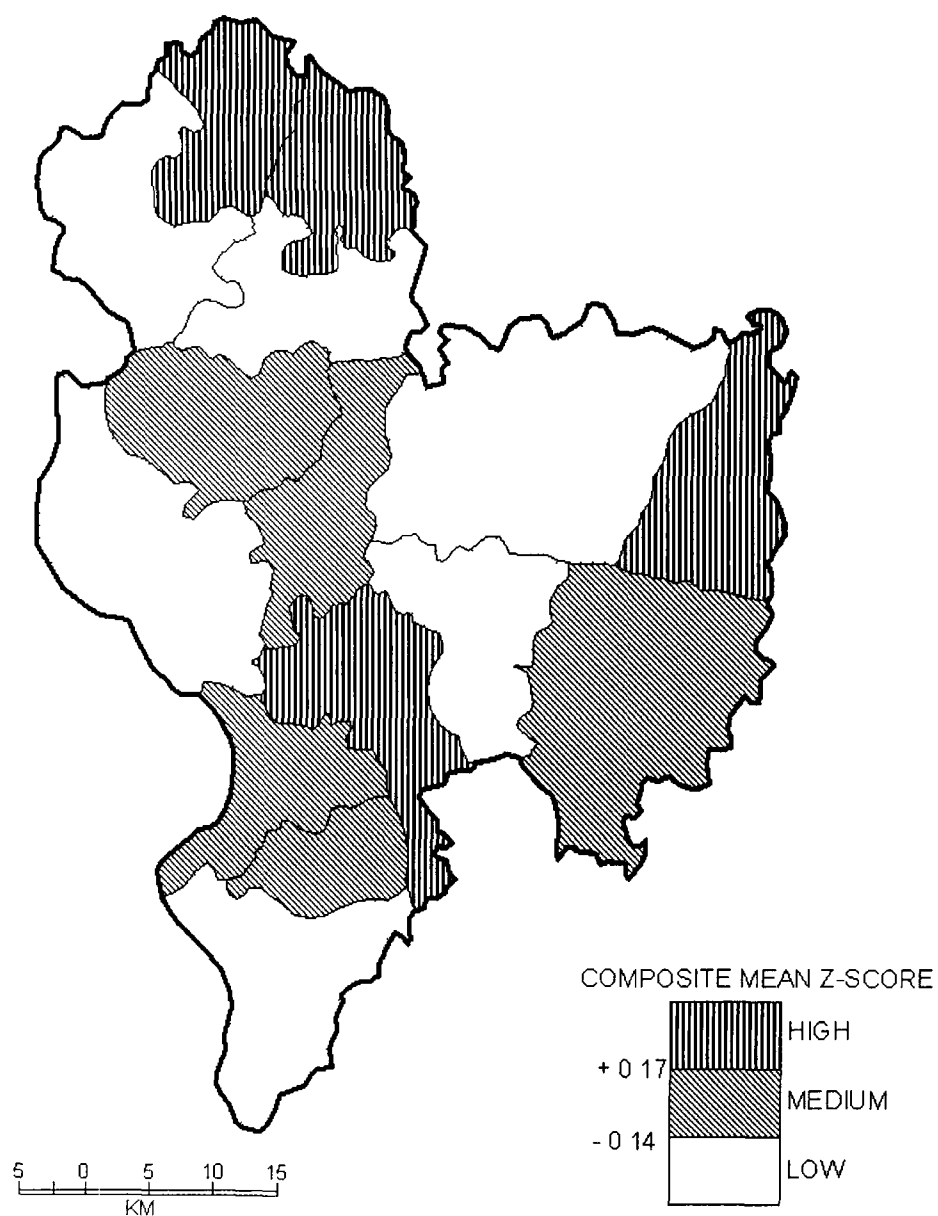 COMPOSITE MEAN Z-SCORE
HIGH
+ 0 17
MEDIUM
- 0 14
LOW
5 0 5 10 15
KM